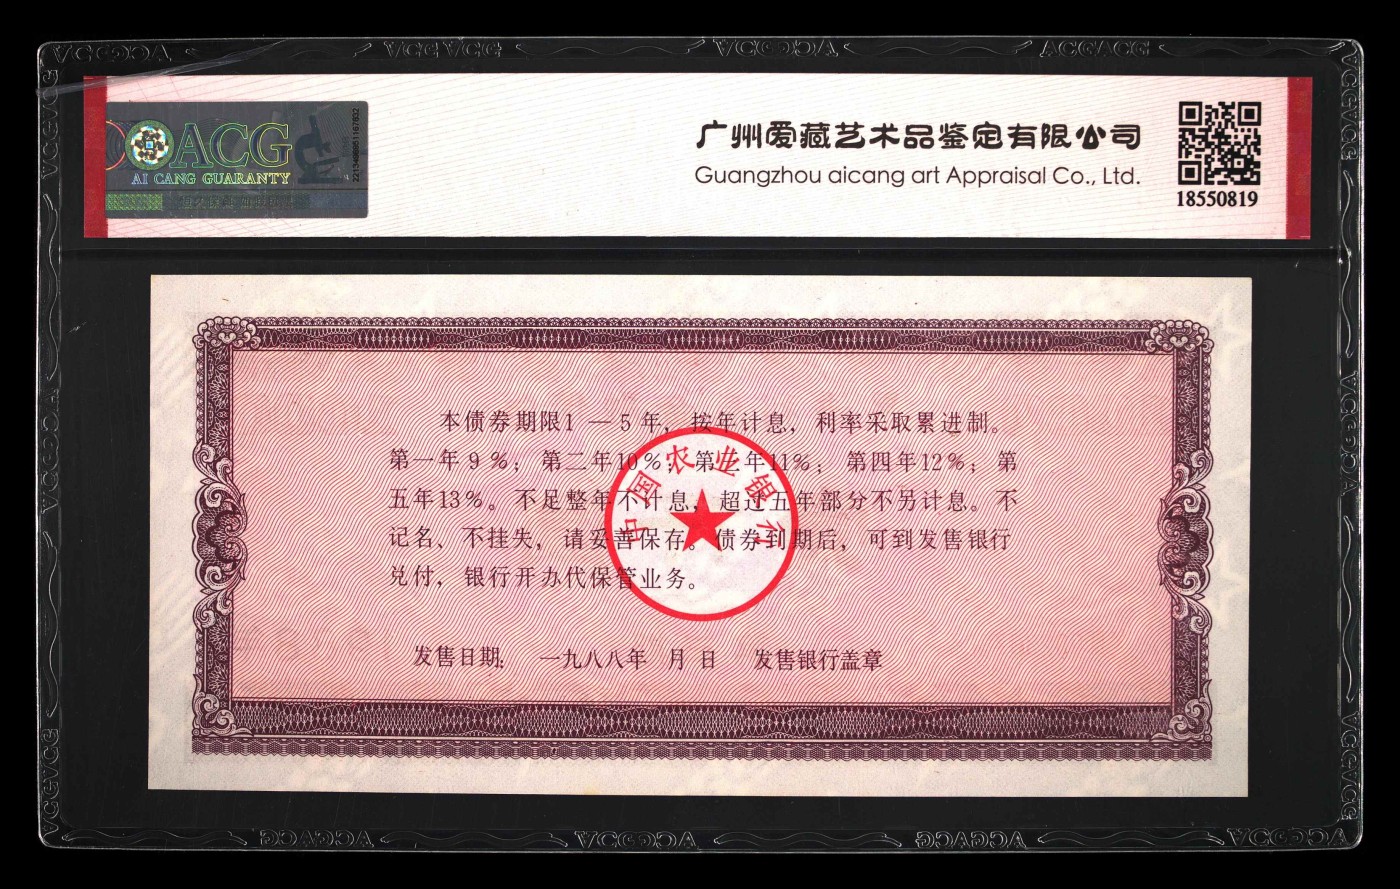 ACG
AI CANG GUARANTY
广州爱藏艺术品鉴定有限公司
Guangzhou aicang art Appraisal Co., Ltd.
18550819
本债券期限1—5年，按年计息，利率采取累进制。
第一年9%；第二年10%；第三年11%；第四年12%；第
五年13%。不足整年不计息，超过五年部分不另计息。不
记名、不挂失，请妥善保存。债券到期后，可到发售银行
兑付，银行开办代保管业务。
中国农业银行
发售日期：一九八八年 月 日 发售银行盖章